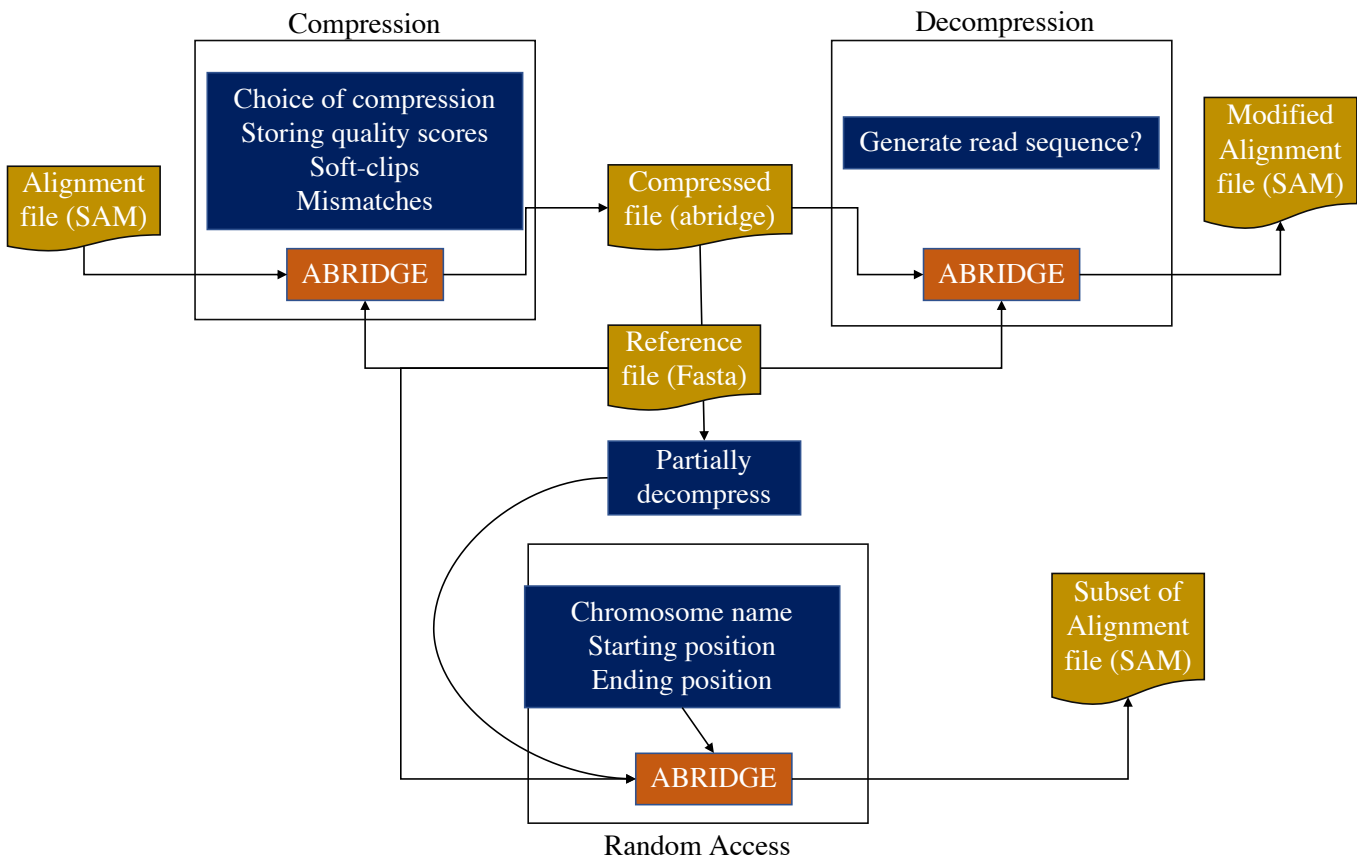 Compression
Decompression
Choice of compression
Storing quality scores
Soft-clips
Mismatches
Generate read sequence?
Modified
Alignment
file (SAM)
Alignment
file (SAM)
Compressed
file (abridge)
ABRIDGE
ABRIDGE
Reference
file (Fasta)
Partially
decompress
Chromosome name
Starting position
Ending position
Subset of
Alignment
file (SAM)
ABRIDGE
Random Access